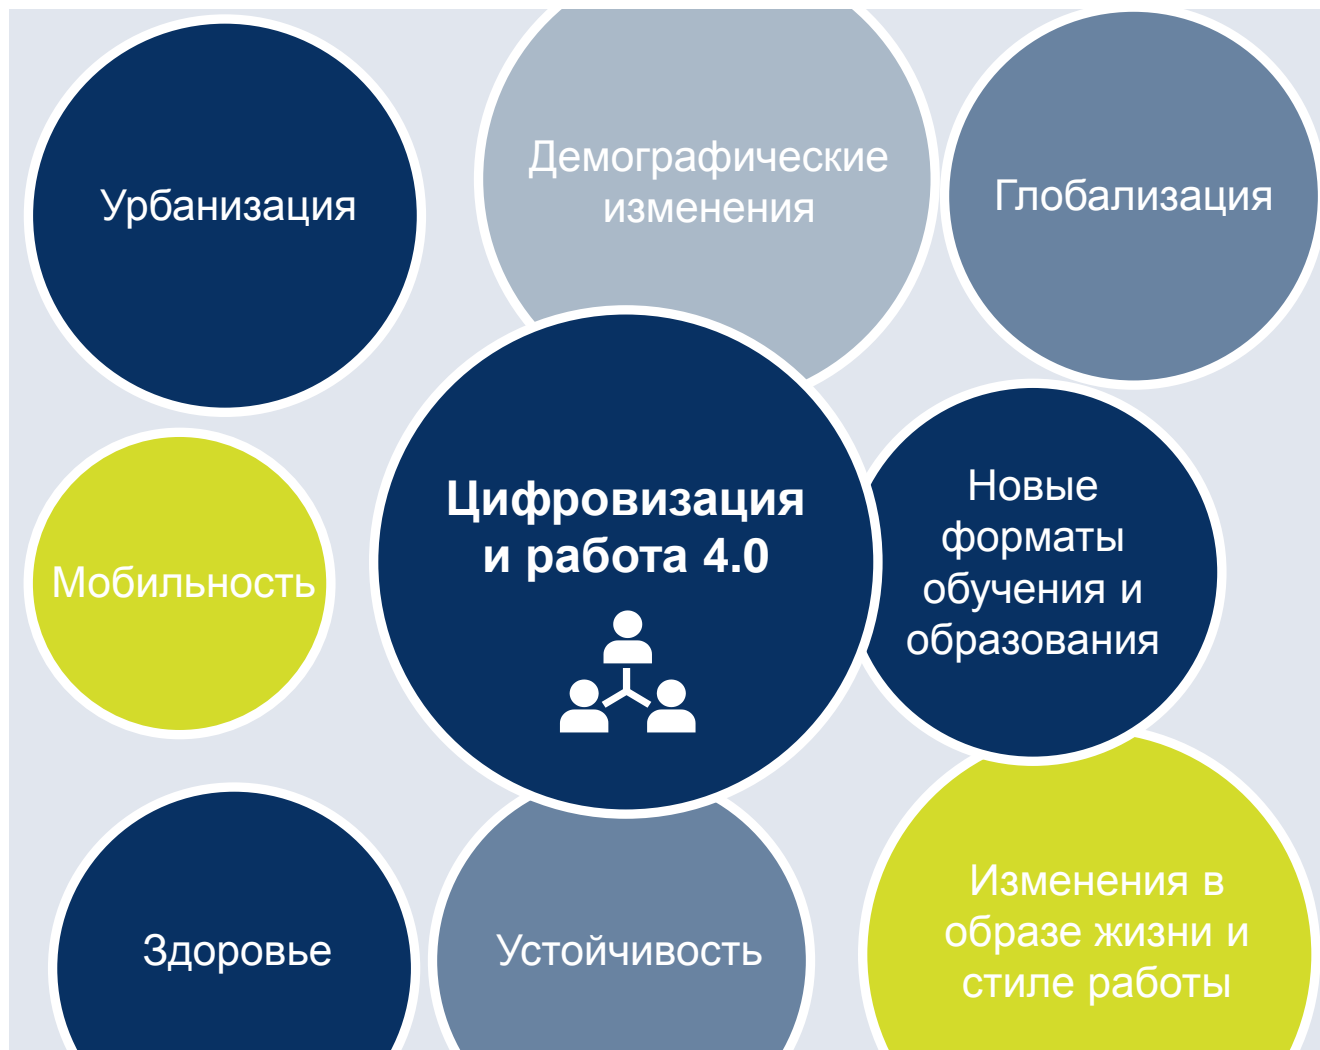 Урбанизация
Демографические
изменения
Глобализация
Мобильность
Цифровизация
и работа 4.0
Новые
форматы
обучения и
образования
Здоровье
Устойчивость
Изменения в
образе жизни и
стиле работы